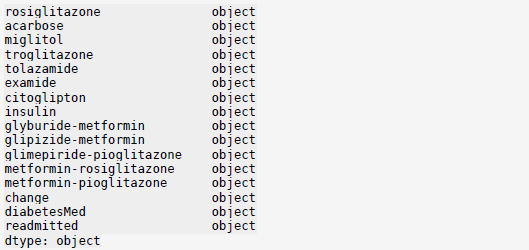 rosiglitazone object
acarbose object
miglitol object
troglitazone object
tolazamide object
examide object
citoglipton object
insulin object
glyburide-metformin object
glipizide-metformin object
glimepiride-pioglitazone object
metformin-rosiglitazone object
metformin-pioglitazone object
change object
diabetesMed object
readmitted object
dtype: object